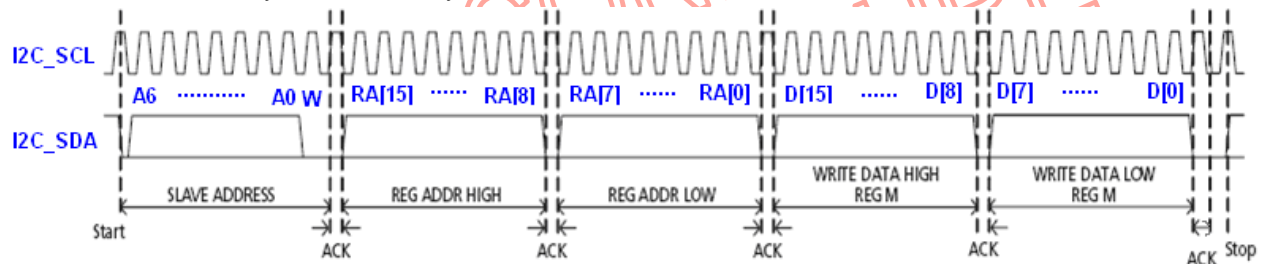 I2C_SCL
A6 ........... A0 W RA[15] ...... RA[8] RA[7] ...... RA[0] D[15] ...... D[8] D[7] ...... D[0]
I2C_SDA
SLAVE ADDRESS REG ADDR HIGH REG ADDR LOW WRITE DATA HIGH REG M WRITE DATA LOW REG M
Start ACK ACK ACK ACK ACK Stop